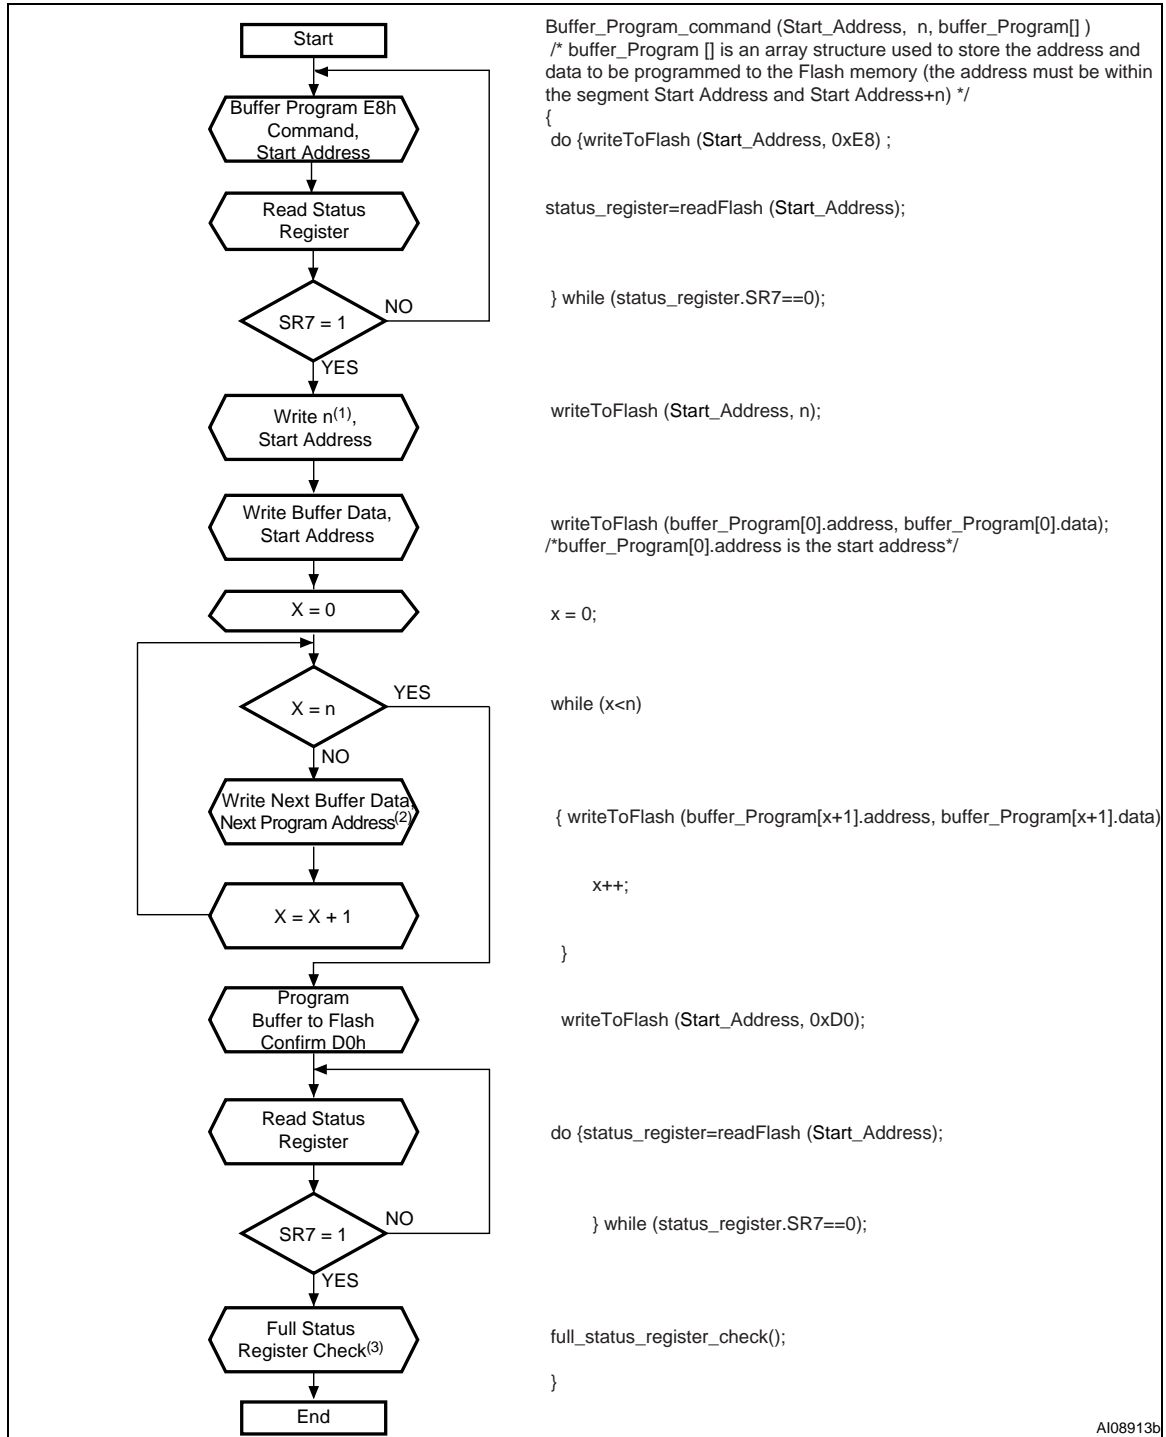 Start
Buffer Program E8h
Command,
Start Address
Read Status
Register
SR7 = 1
NO
YES
Write n(1),
Start Address
Write Buffer Data,
Start Address
X = 0
X = n
YES
NO
Write Next Buffer Data,
Next Program Address(2)
X = X + 1
Program
Buffer to Flash
Confirm D0h
Read Status
Register
SR7 = 1
NO
YES
Full Status
Register Check(3)
End
Buffer_Program_command (Start_Address, n, buffer_Program[] )
/* buffer_Program [] is an array structure used to store the address and
data to be programmed to the Flash memory (the address must be within
the segment Start Address and Start Address+n) */
{
do {writeToFlash (Start_Address, 0xE8) ;
status_register=readFlash (Start_Address);
} while (status_register.SR7==0);
writeToFlash (Start_Address, n);
writeToFlash (buffer_Program[0].address, buffer_Program[0].data);
/*buffer_Program[0].address is the start address*/
x = 0;
while (x<n)
{ writeToFlash (buffer_Program[x+1].address, buffer_Program[x+1].data)
x++;
}
writeToFlash (Start_Address, 0xD0);
do {status_register=readFlash (Start_Address);
} while (status_register.SR7==0);
full_status_register_check();
}
AI08913b